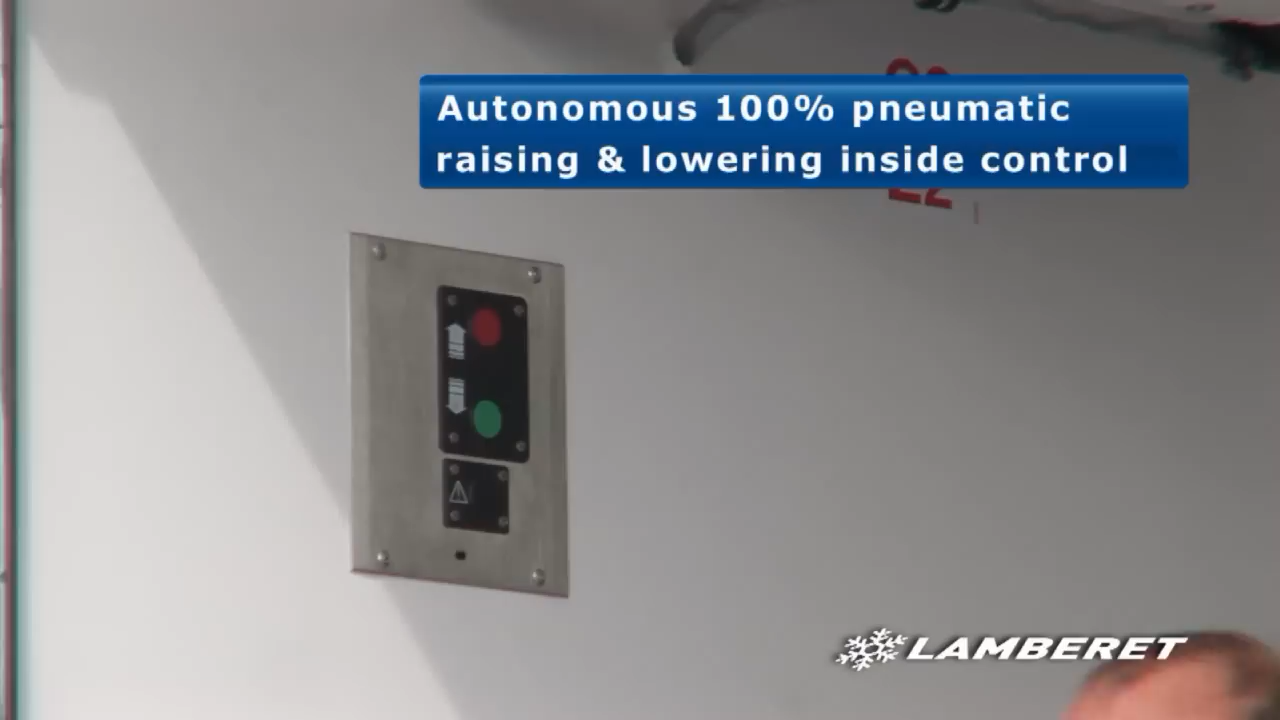 Autonomous 100% pneumatic
raising & lowering inside control
LAMBERET